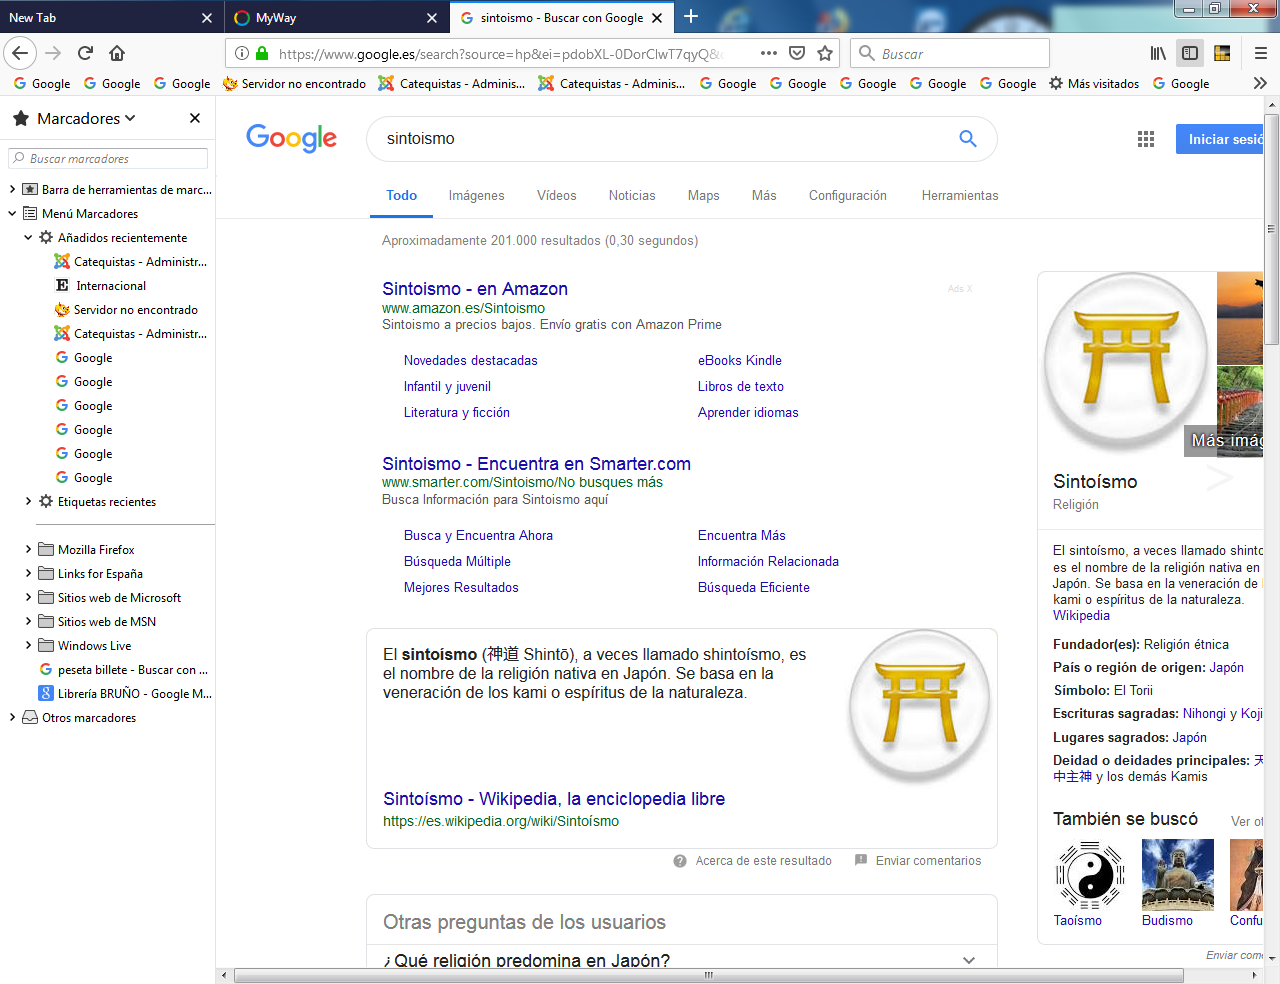 New Tab
MyWay
sintoismo - Buscar con Google
https://www.google.es/search?source=hp&ei=pdobXL-0DorClwT7qyQ&
Buscar
Google
Google
Google
Servidor no encontrado
Catequistas - Adminis...
Catequistas - Adminis...
Google
Google
Google
Google
Google
Más visitados
Google
Marcadores
Buscar marcadores
Barra de herramientas de marc...
Menú Marcadores
Añadidos recientemente
Catequistas - Administr...
E Internacional
Servidor no encontrado
Catequistas - Administr...
Google
Google
Google
Google
Google
Google
Etiquetas recientes
Mozilla Firefox
Links for España
Sitios web de Microsoft
Sitios web de MSN
Windows Live
peseta billete - Buscar con ...
Librería BRUÑO - Google M...
Otros marcadores
Google
sintoismo
Iniciar sesió
Todo
Imágenes
Vídeos
Noticias
Maps
Más
Configuración
Herramientas
Aproximadamente 201.000 resultados (0,30 segundos)
Sintoismo - en Amazon
Ads X
www.amazon.es/Sintoismo
Sintoismo a precios bajos. Envío gratis con Amazon Prime
Novedades destacadas
eBooks Kindle
Infantil y juvenil
Libros de texto
Literatura y ficción
Aprender idiomas
Sintoismo - Encuentra en Smarter.com
www.smarter.com/Sintoismo/No busques más
Busca Información para Sintoismo aquí
Busca y Encuentra Ahora
Encuentra Más
Búsqueda Múltiple
Información Relacionada
Mejores Resultados
Búsqueda Eficiente
El sintoísmo (神道 Shintō), a veces llamado shintoísmo, es
el nombre de la religión nativa en Japón. Se basa en la
veneración de los kami o espíritus de la naturaleza.
Sintoísmo - Wikipedia, la enciclopedia libre
https://es.wikipedia.org/wiki/Sintoísmo
Acerca de este resultado
Enviar comentarios
Otras preguntas de los usuarios
¿Qué religión predomina en Japón?
Más imág
Sintoísmo
Religión
El sintoísmo, a veces llamado shinto
es el nombre de la religión nativa en
Japón. Se basa en la veneración de
kami o espíritus de la naturaleza.
Wikipedia
Fundador(es): Religión étnica
País o región de origen: Japón
Símbolo: El Torii
Escrituras sagradas: Nihongi y Koji
Lugares sagrados: Japón
Deidad o deidades principales: 天
中主神 y los demás Kamis
También se buscó
Ver ot
Taoísmo
Budismo
Confu
Enviar com